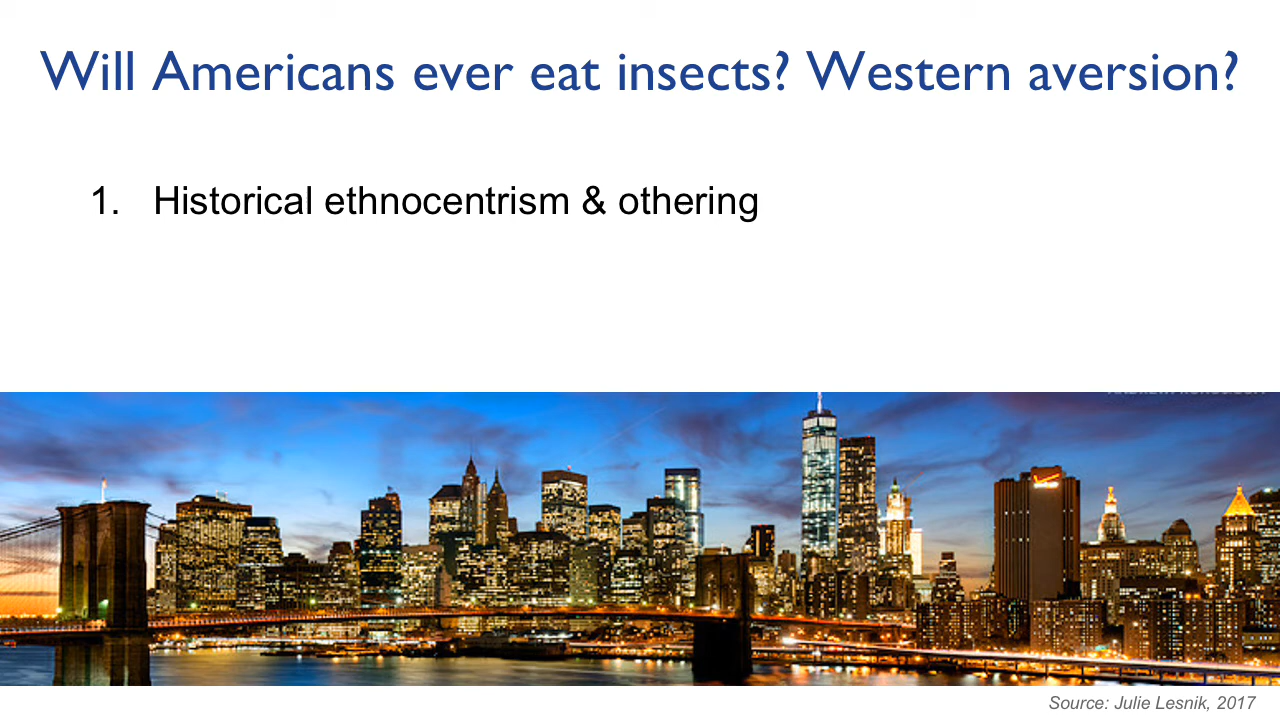 Will Americans ever eat insects? Western aversion?
1. Historical ethnocentrism & othering
Source: Julie Lesnik, 2017